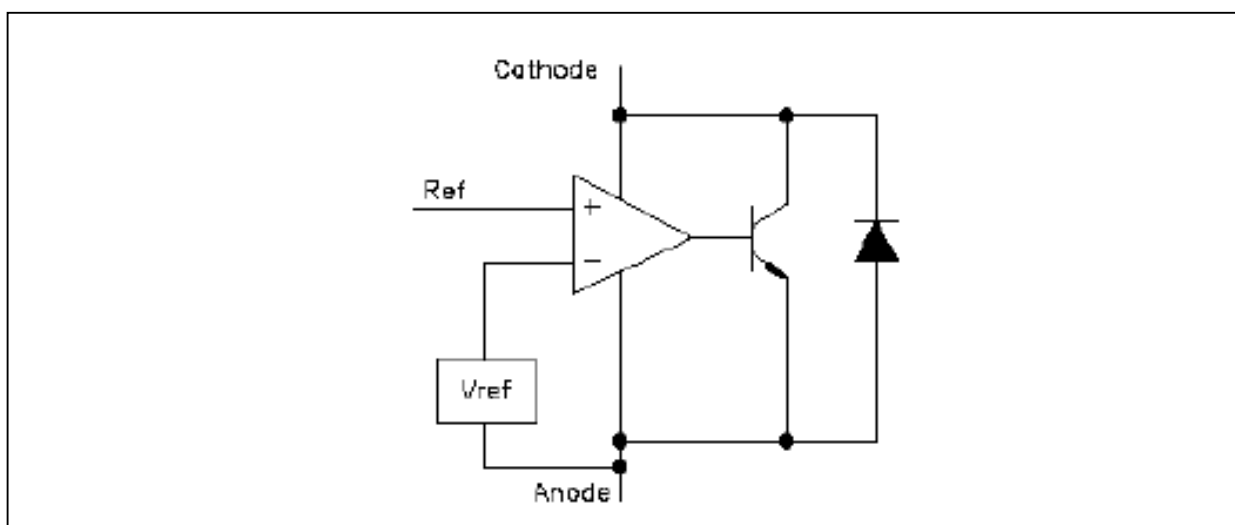 Cathode
Ref
+
−
Vref
Anode